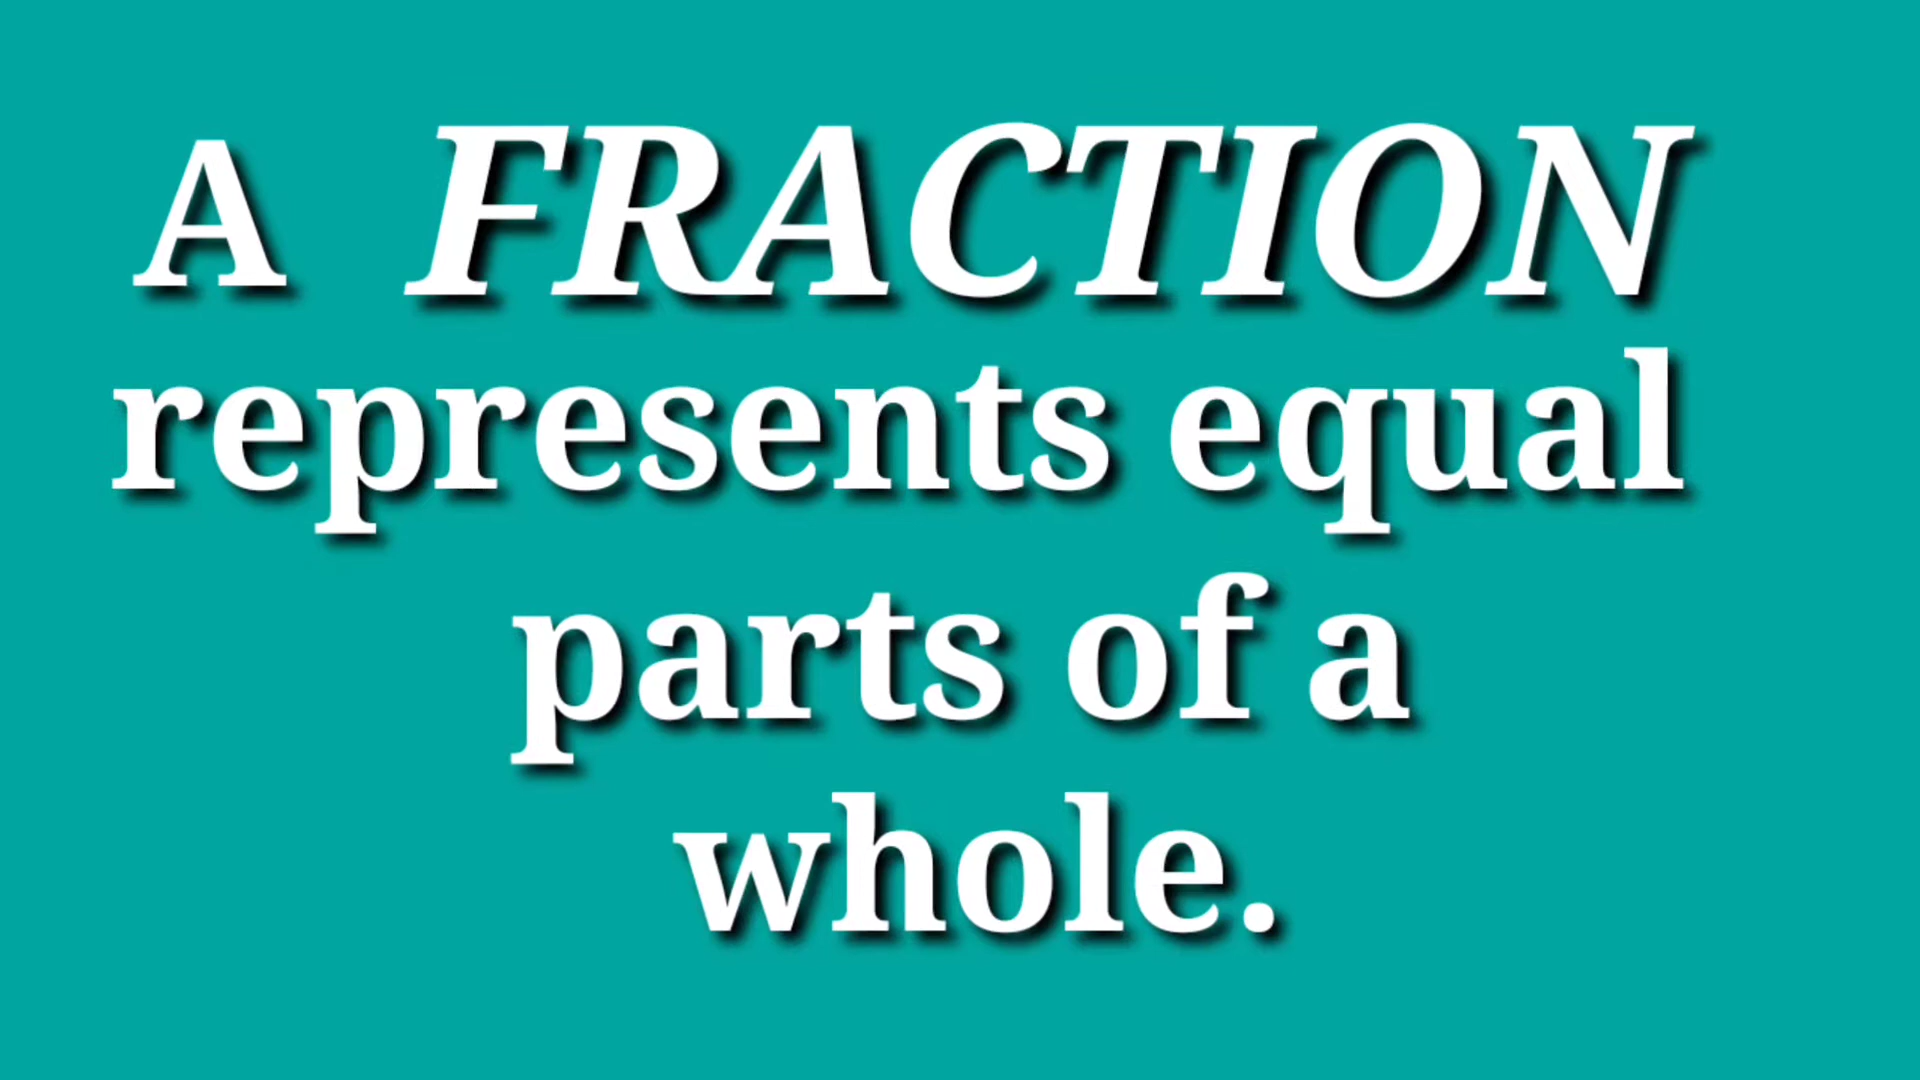 A FRACTION
represents equal
parts of a
whole.